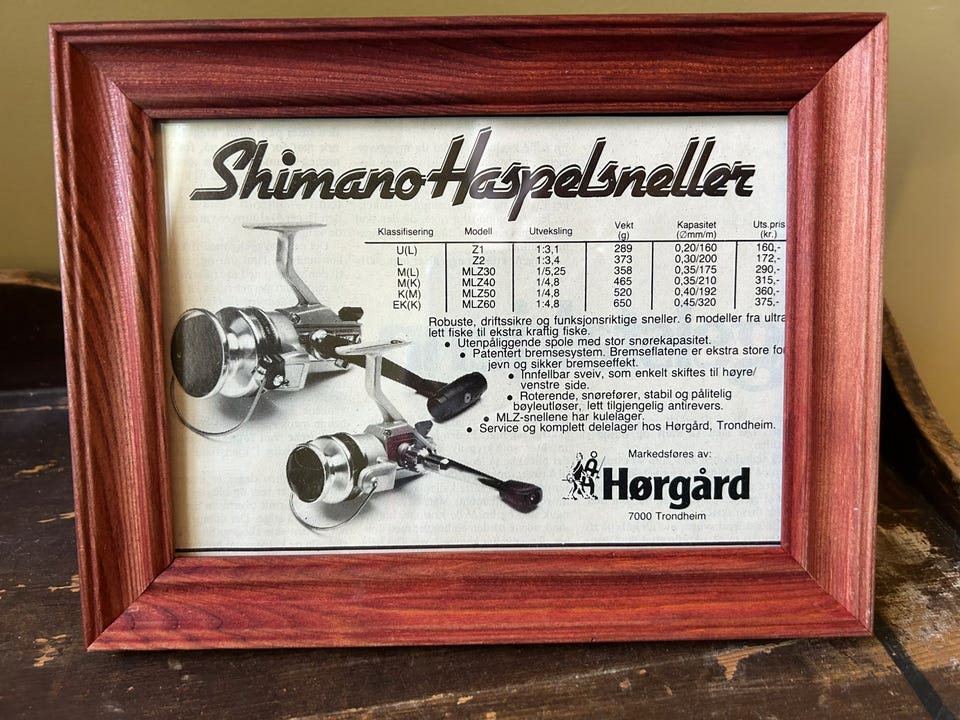 Shimano Haspelsneller
Klassifisering Modell Utveksling Vekt (g) Kapasitet (∅mm/m) Uts.pris (kr.)
U(L) Z1 1:3,1 289 0,20/160 160,-
L Z2 1:3,4 373 0,30/200 172,-
M(L) MLZ30 1/5,25 358 0,35/175 290,-
M(K) MLZ40 1/4,8 465 0,35/210 315,-
K(M) MLZ50 1/4,8 520 0,40/192 360,-
EK(K) MLZ60 1:4,8 650 0,45/320 375,-
Robuste, driftssikre og funksjonsriktige sneller. 6 modeller fra ultra
lett fiske til ekstra kraftig fiske.
• Utenpåliggende spole med stor snørekapasitet.
• Patentert bremsesystem. Bremseflatene er ekstra store fo
jevn og sikker bremseeffekt.
• Innfellbar sveiv, som enkelt skiftes til høyre/
venstre side.
• Roterende, snørefører, stabil og pålitelig
bøyleutløser, lett tilgjengelig antirevers.
• MLZ-snellene har kulelager.
• Service og komplett delelager hos Hørgård, Trondheim.
Markedsføres av:
Hørgård
7000 Trondheim